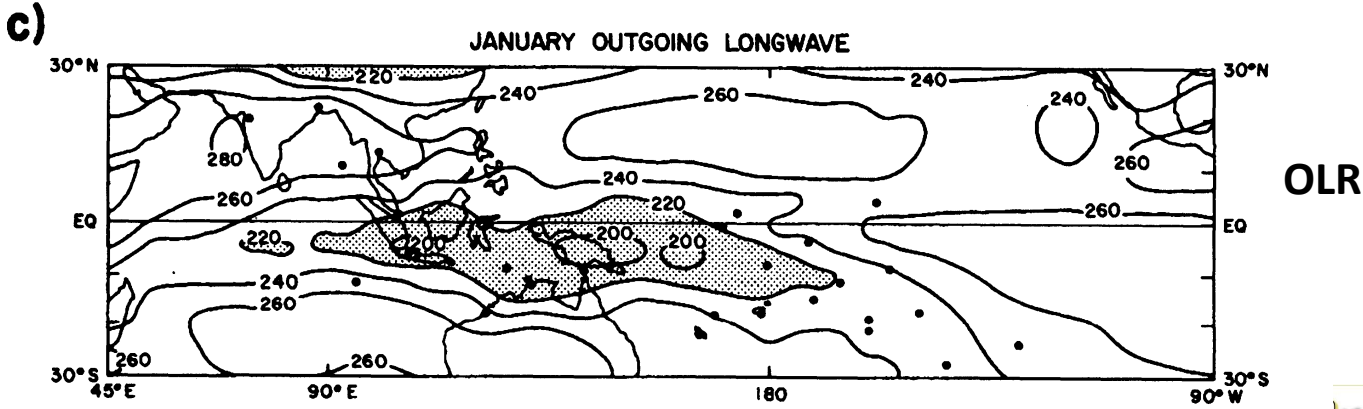 c)
JANUARY OUTGOING LONGWAVE
30°N 220 240 260 240 240 30°N
280 260
260 240 OLR
220 260
EQ EQ
220 200 200 200
240
260
260 260
30°S 30°S
45°E 90°E 180 90°W